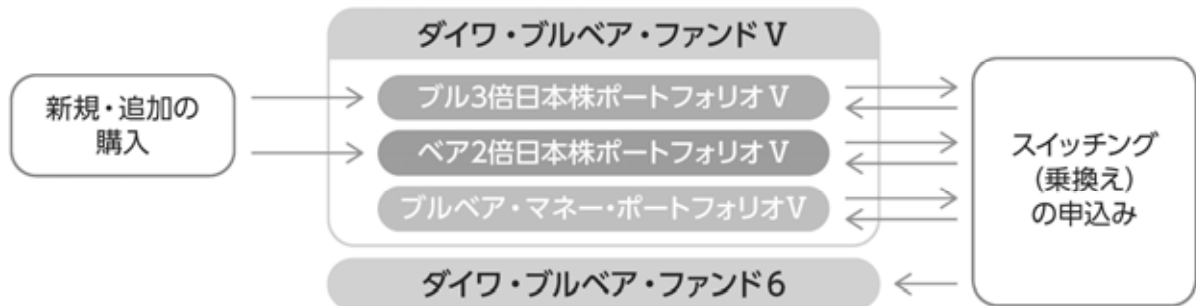 ダイワ・ブルベア・ファンドⅤ
新規・追加の
購入
ブル3倍日本株ポートフォリオⅤ
ベア2倍日本株ポートフォリオⅤ
ブルベア・マネー・ポートフォリオⅤ
スイッチング
(乗換え)
の申込み
ダイワ・ブルベア・ファンド6